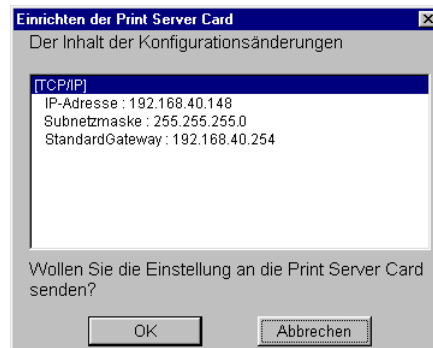 Einrichten der Print Server Card
Der Inhalt der Konfigurationsänderungen
[TCP/IP]
IP-Adresse : 192.168.40.148
Subnetzmaske : 255.255.255.0
StandardGateway : 192.168.40.254
Wollen Sie die Einstellung an die Print Server Card
senden?
OK
Abbrechen